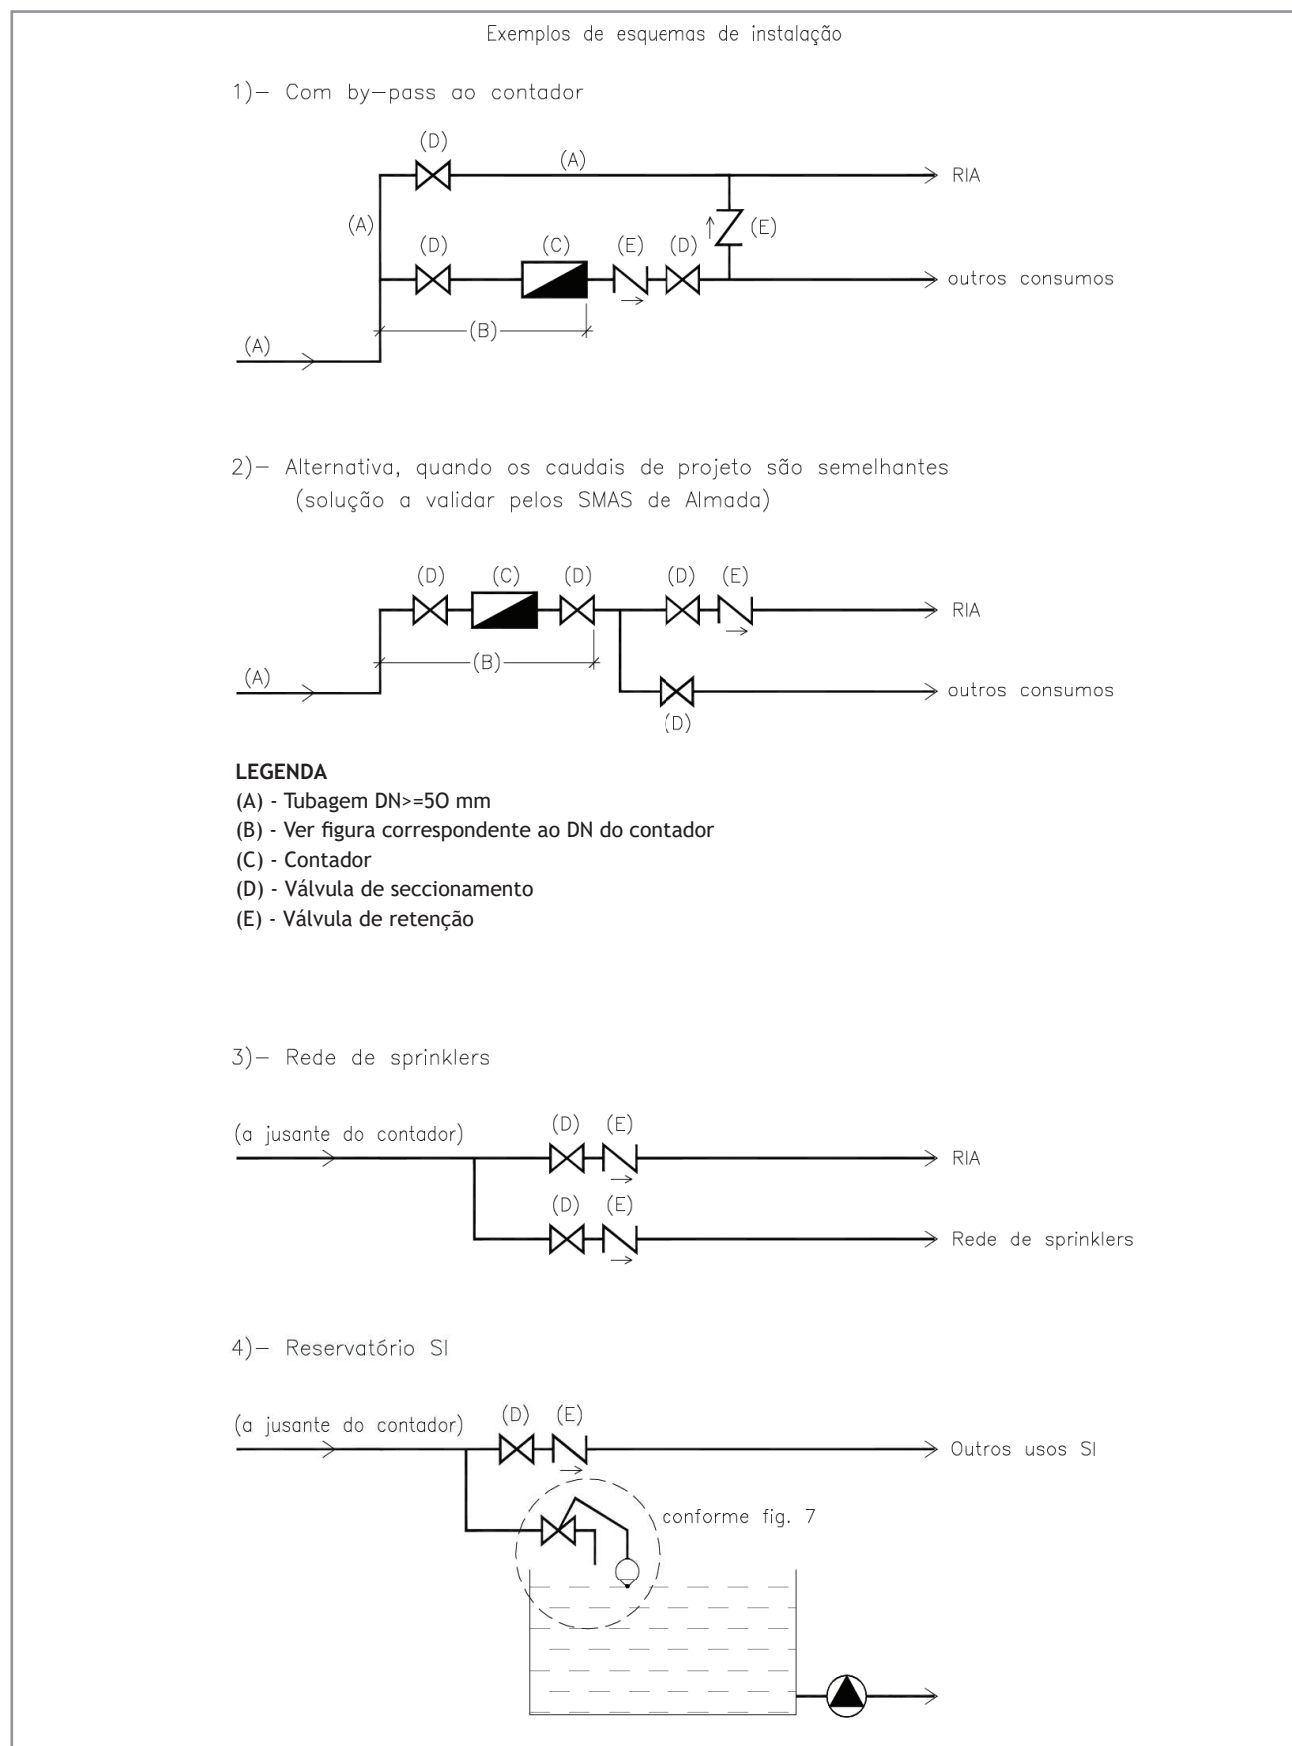 Exemplos de esquemas de instalação
1)- Com by-pass ao contador
(D)
(A)
RIA
(A)
(D)
(C)
(E)
(D)
(E)
outros consumos
(B)
(A)
2)- Alternativa, quando os caudais de projeto são semelhantes
(solução a validar pelos SMAS de Almada)
(D)
(C)
(D)
(D)
(E)
RIA
(B)
(A)
outros consumos
(D)
LEGENDA
(A) - Tubagem DN>=50 mm
(B) - Ver figura correspondente ao DN do contador
(C) - Contador
(D) - Válvula de seccionamento
(E) - Válvula de retenção
3)- Rede de sprinklers
(a jusante do contador)
(D)
(E)
RIA
(D)
(E)
Rede de sprinklers
4)- Reservatório SI
(a jusante do contador)
(D)
(E)
Outros usos SI
conforme fig. 7